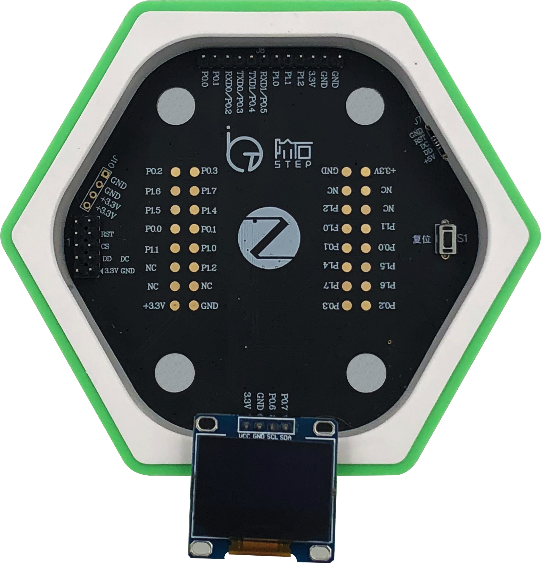 P0.0 P0.1 RXD0/P0.2 TXD0/P0.3 TXD1/P0.4 RXD1/P0.5 P1.0 P1.1 P1.2 3.3V GND GND
STEP
GND
GND
+3.3V
+3.3V
RST
CS
DD DC
3.3V GND
P0.2 P0.3
P1.6 P1.7
P1.5 P1.4
P0.0 P0.1
P1.1 P1.0
NC P1.2
NC NC
+3.3V GND
GND +3.3V
NC NC
P1.2 NC
P1.0 P1.1
P0.1 P0.0
P1.4 P1.5
P1.7 P1.6
P0.3 P0.2
复位 S1
3.3V GND P0.6 P0.7
VCC GND SCL SDA